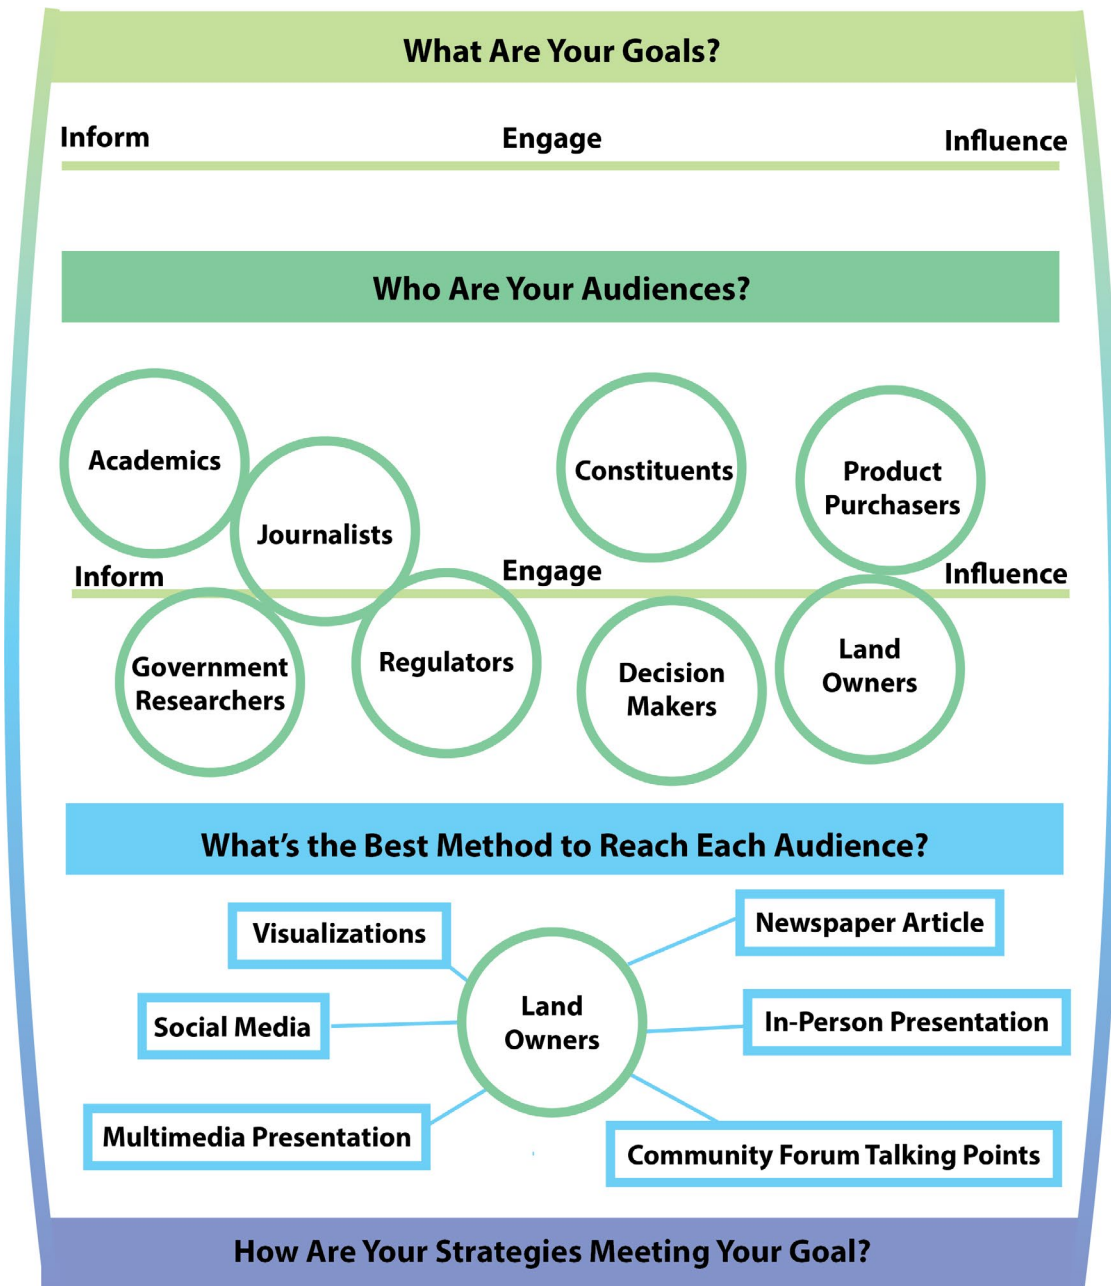 What Are Your Goals?
Inform
Engage
Influence
Who Are Your Audiences?
Academics
Journalists
Constituents
Product
Purchasers
Inform
Engage
Influence
Government
Researchers
Regulators
Decision
Makers
Land
Owners
What's the Best Method to Reach Each Audience?
Visualizations
Newspaper Article
Social Media
Land
Owners
In-Person Presentation
Multimedia Presentation
Community Forum Talking Points
How Are Your Strategies Meeting Your Goal?